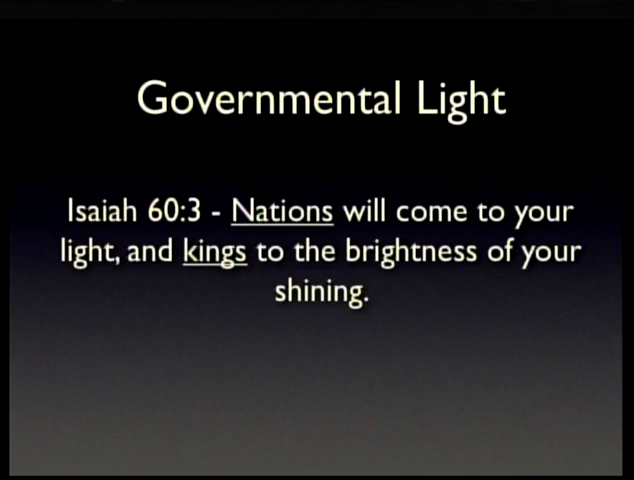 Governmental Light
Isaiah 60:3 - Nations will come to your
light, and kings to the brightness of your
shining.